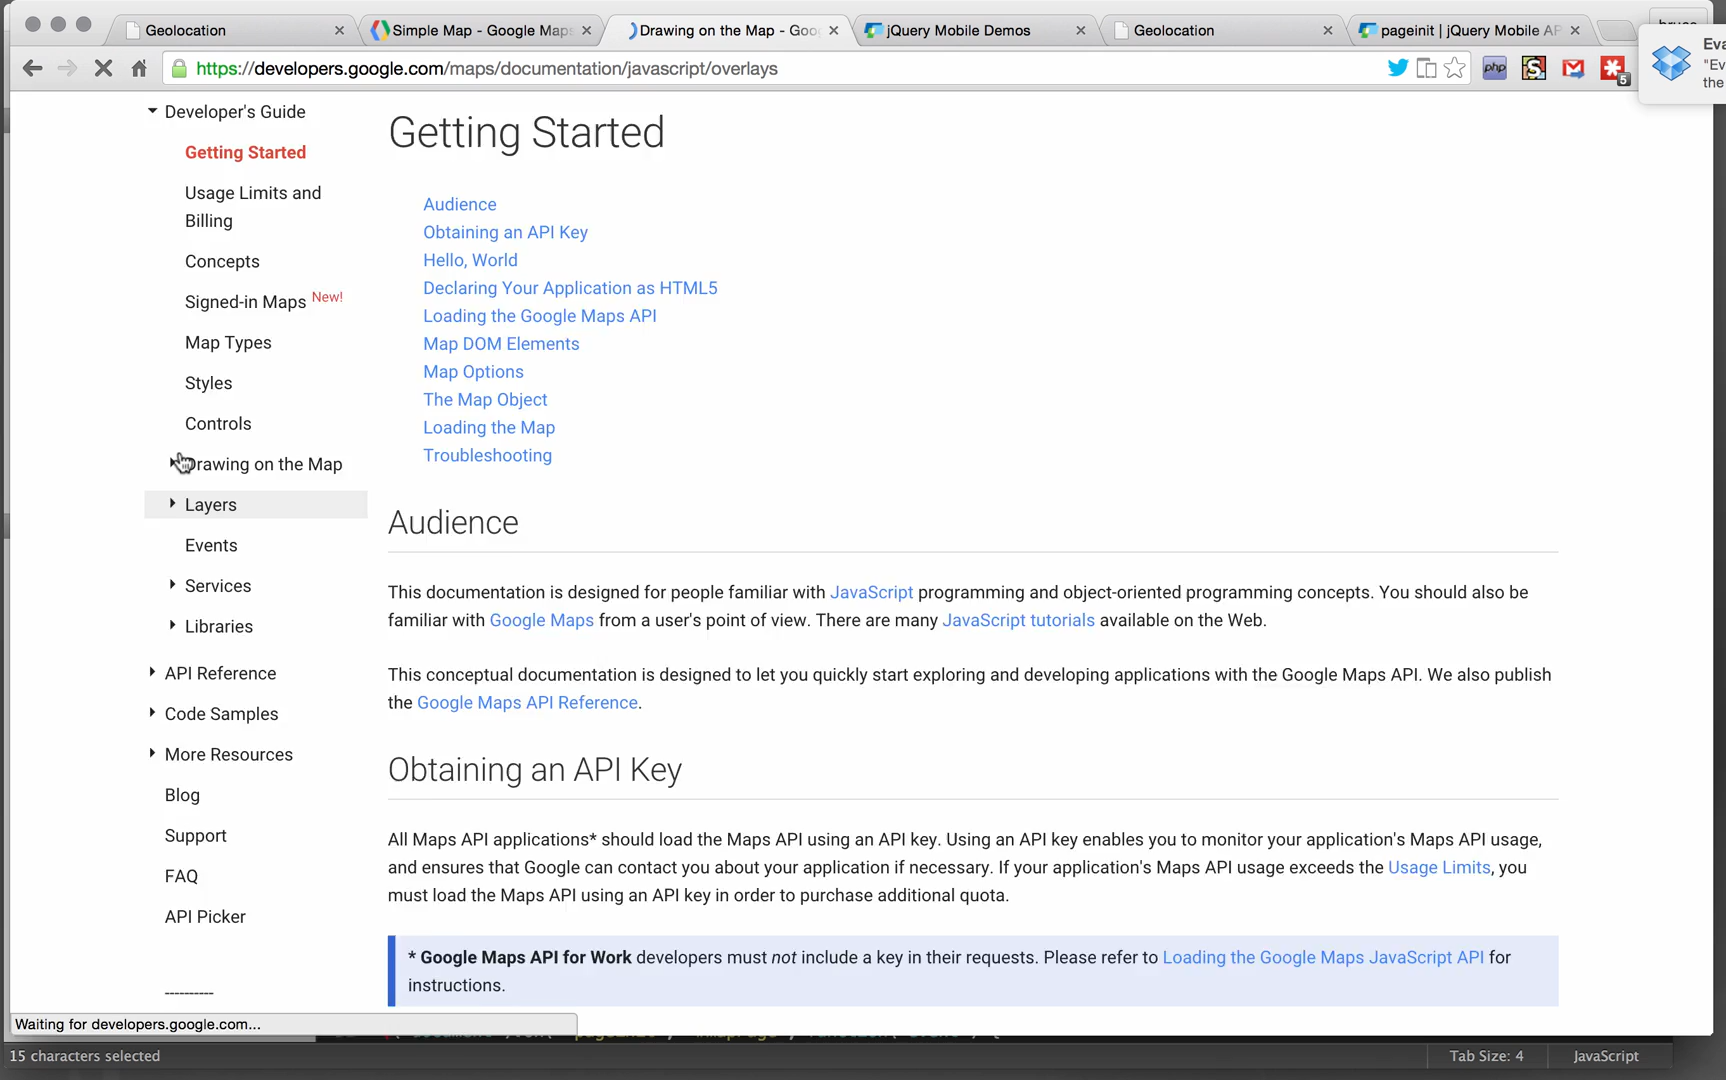 Geolocation
Simple Map - Google Maps
Drawing on the Map - Goo
jQuery Mobile Demos
Geolocation
pageinit | jQuery Mobile AP
https://developers.google.com/maps/documentation/javascript/overlays
php
5
Eva
"Ev
the
Developer's Guide
Getting Started
Usage Limits and
Billing
Concepts
Signed-in Maps New!
Map Types
Styles
Controls
Drawing on the Map
Layers
Events
Services
Libraries
API Reference
Code Samples
More Resources
Blog
Support
FAQ
API Picker
----------
Getting Started
Audience
Obtaining an API Key
Hello, World
Declaring Your Application as HTML5
Loading the Google Maps API
Map DOM Elements
Map Options
The Map Object
Loading the Map
Troubleshooting
Audience
This documentation is designed for people familiar with JavaScript programming and object-oriented programming concepts. You should also be
familiar with Google Maps from a user's point of view. There are many JavaScript tutorials available on the Web.
This conceptual documentation is designed to let you quickly start exploring and developing applications with the Google Maps API. We also publish
the Google Maps API Reference.
Obtaining an API Key
All Maps API applications* should load the Maps API using an API key. Using an API key enables you to monitor your application's Maps API usage,
and ensures that Google can contact you about your application if necessary. If your application's Maps API usage exceeds the Usage Limits, you
must load the Maps API using an API key in order to purchase additional quota.
* Google Maps API for Work developers must not include a key in their requests. Please refer to Loading the Google Maps JavaScript API for
instructions.
Waiting for developers.google.com...
15 characters selected
Tab Size: 4
JavaScript